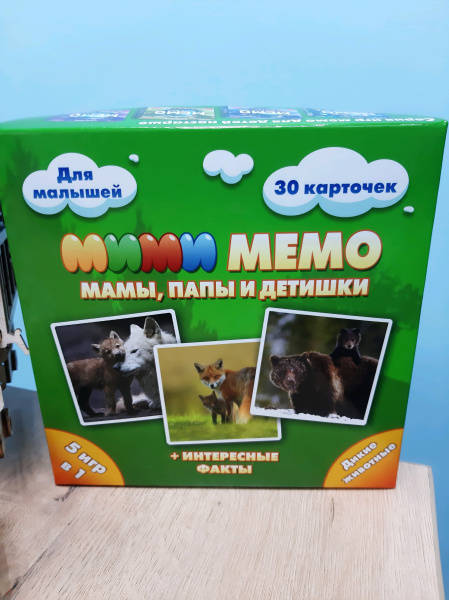 Для
малышей
30 карточек
МИМИ МЕМО
МАМЫ, ПАПЫ И ДЕТИШКИ
5 игр
в 1
+ ИНТЕРЕСНЫЕ
ФАКТЫ
Дикие
животные